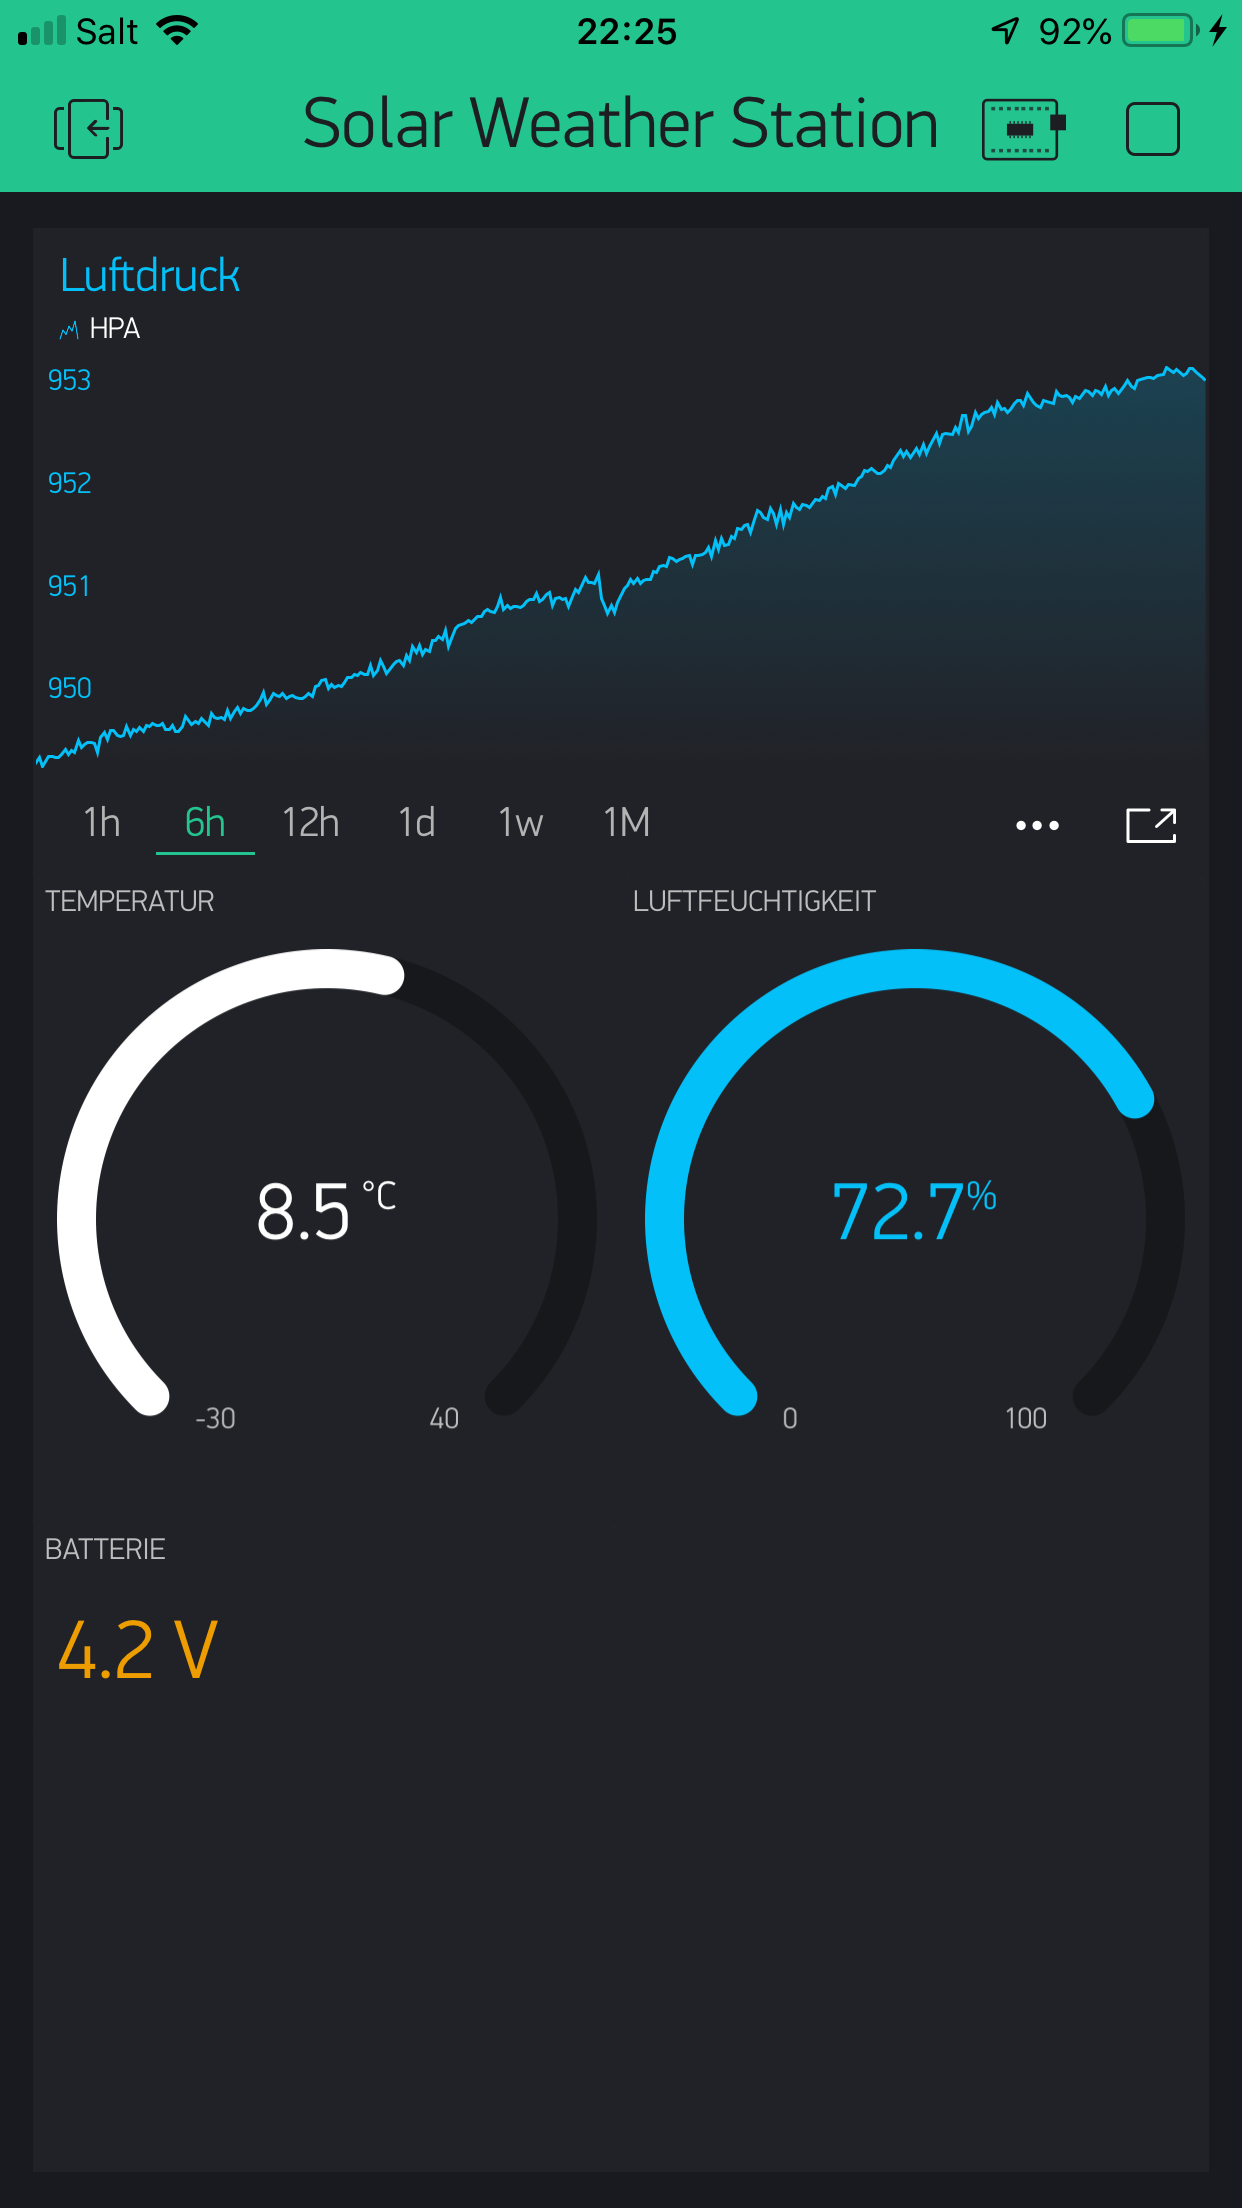 Salt 22:25 92%
Solar Weather Station
Luftdruck
HPA
953
952
951
950
1h 6h 12h 1d 1w 1M
TEMPERATUR LUFTFEUCHTIGKEIT
8.5 °C 72.7%
-30 40 0 100
BATTERIE
4.2 V